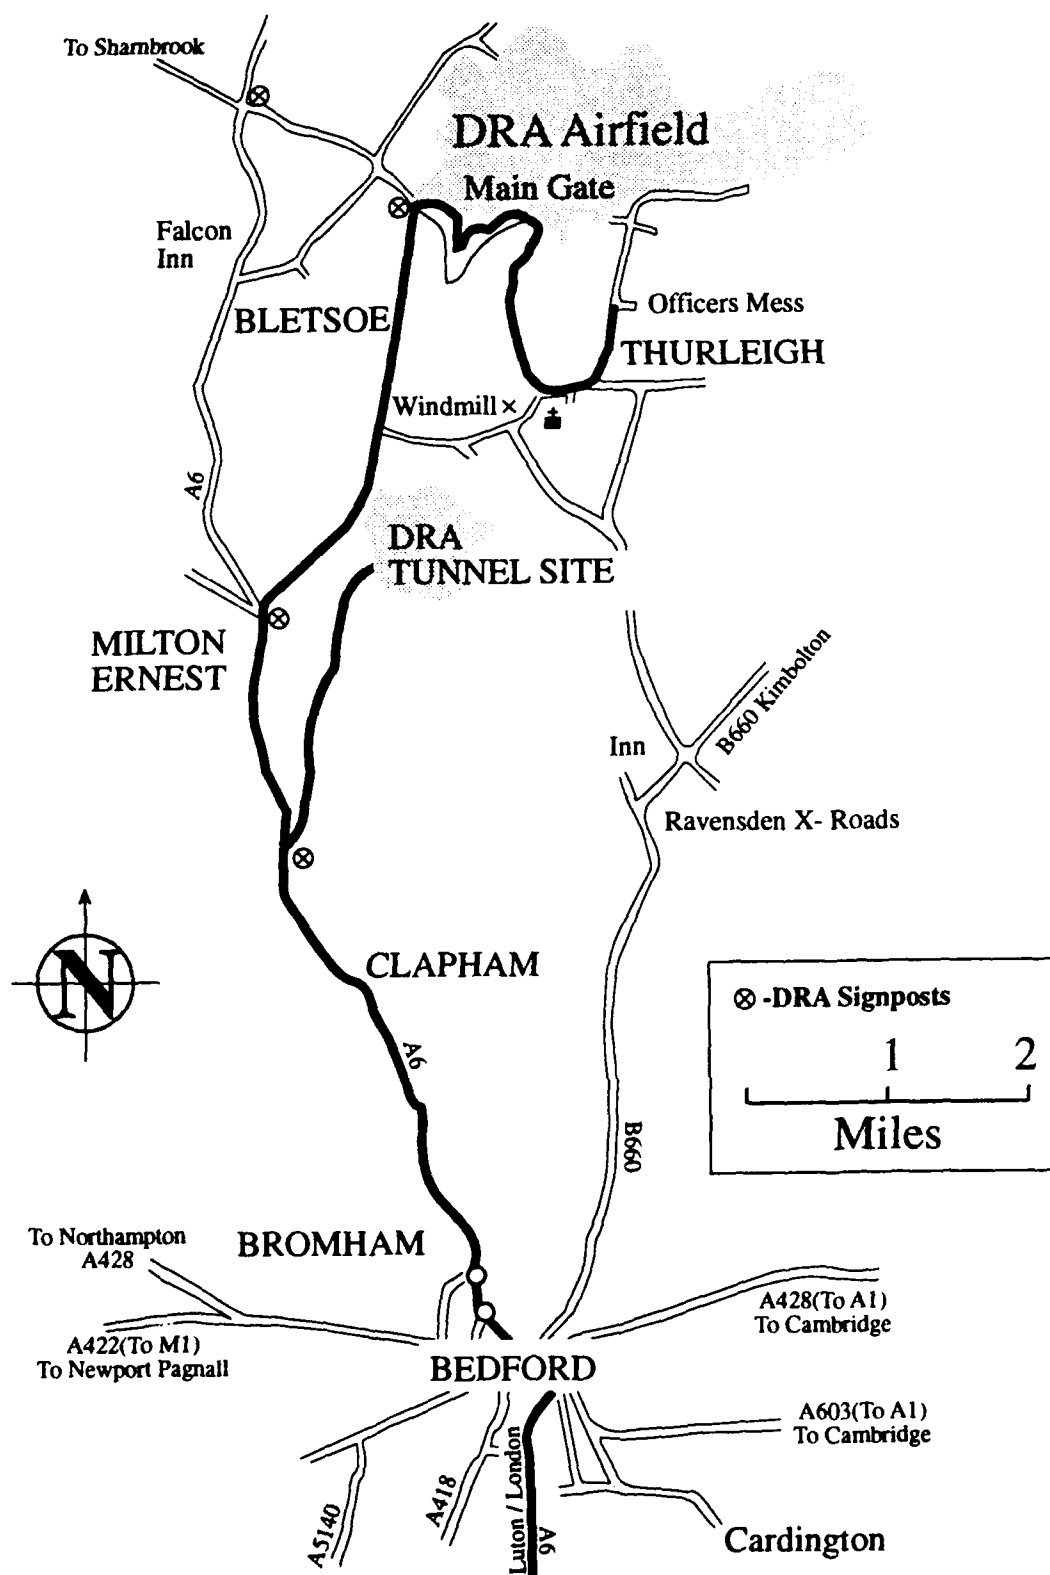 To Sharnbrook
DRA Airfield
Main Gate
Falcon
Inn
Officers Mess
BLETSOE
THURLEIGH
Windmill ×
A6
DRA
TUNNEL SITE
MILTON
ERNEST
B660 Kimbolton
Inn
Ravensden X- Roads
CLAPHAM
N
⊗ -DRA Signposts
A6
1 2
Miles
B660
To Northampton
A428
BROMHAM
A428(To A1)
To Cambridge
A422(To M1)
To Newport Pagnall
BEDFORD
A603(To A1)
To Cambridge
A5140
A418
Luton / London
A6
Cardington